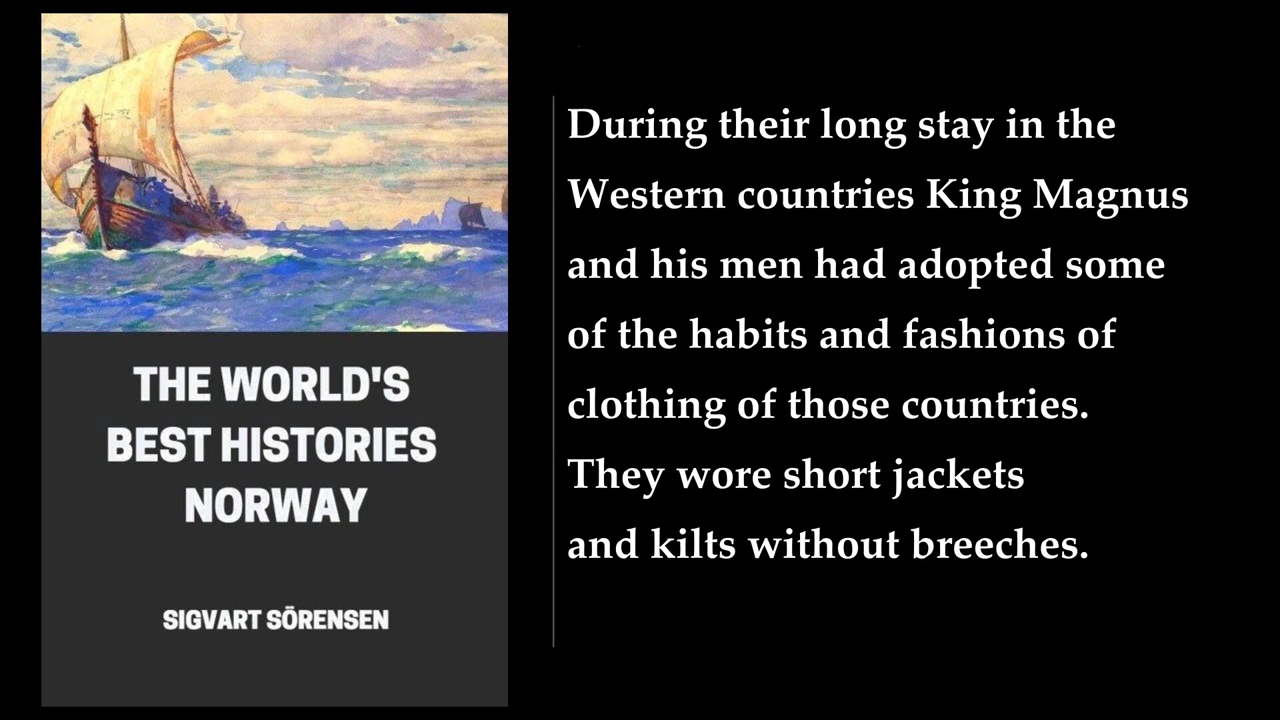 THE WORLD'S
BEST HISTORIES
NORWAY
SIGVART SÖRENSEN
During their long stay in the
Western countries King Magnus
and his men had adopted some
of the habits and fashions of
clothing of those countries.
They wore short jackets
and kilts without breeches.